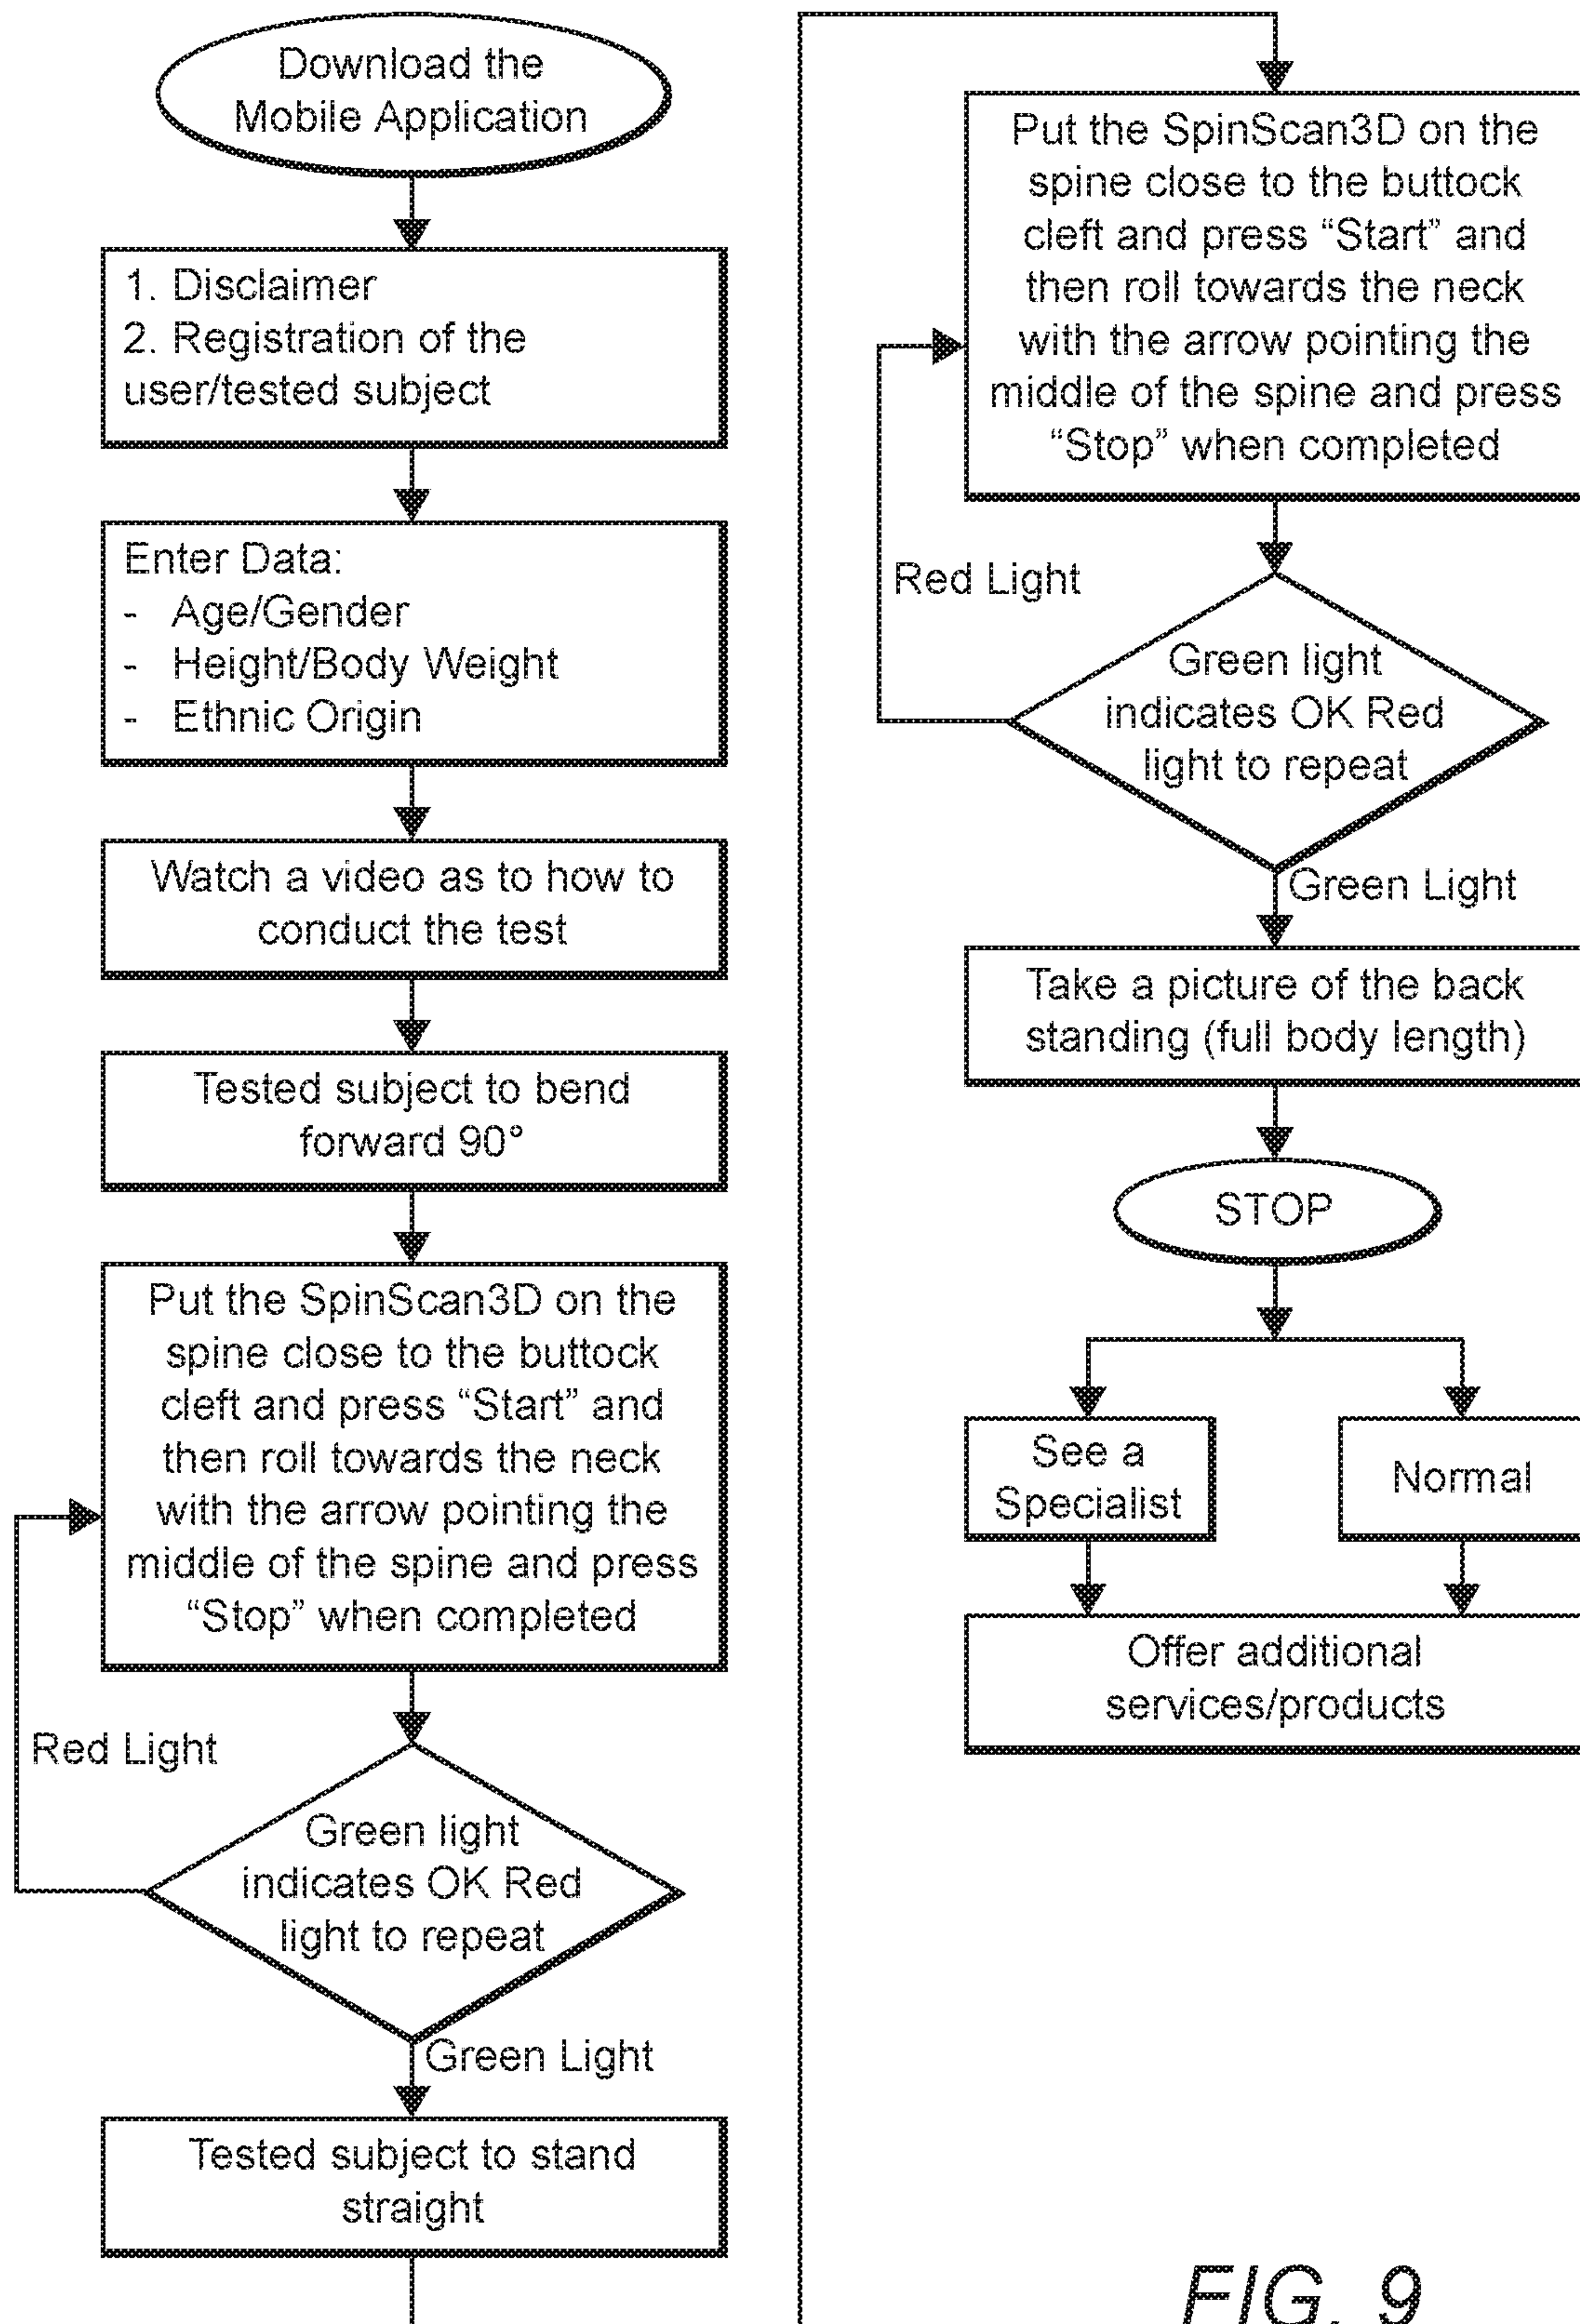 Download the
Mobile Application
1. Disclaimer
2. Registration of the
user/tested subject
Enter Data:
- Age/Gender
- Height/Body Weight
- Ethnic Origin
Watch a video as to how to
conduct the test
Tested subject to bend
forward 90°
Put the SpinScan3D on the
spine close to the buttock
cleft and press “Start” and
then roll towards the neck
with the arrow pointing the
middle of the spine and press
“Stop” when completed
Red Light
Green light
indicates OK Red
light to repeat
Green Light
Tested subject to stand
straight
Put the SpinScan3D on the
spine close to the buttock
cleft and press “Start” and
then roll towards the neck
with the arrow pointing the
middle of the spine and press
“Stop” when completed
Red Light
Green light
indicates OK Red
light to repeat
Green Light
Take a picture of the back
standing (full body length)
STOP
See a
Specialist
Normal
Offer additional
services/products
FIG. 9